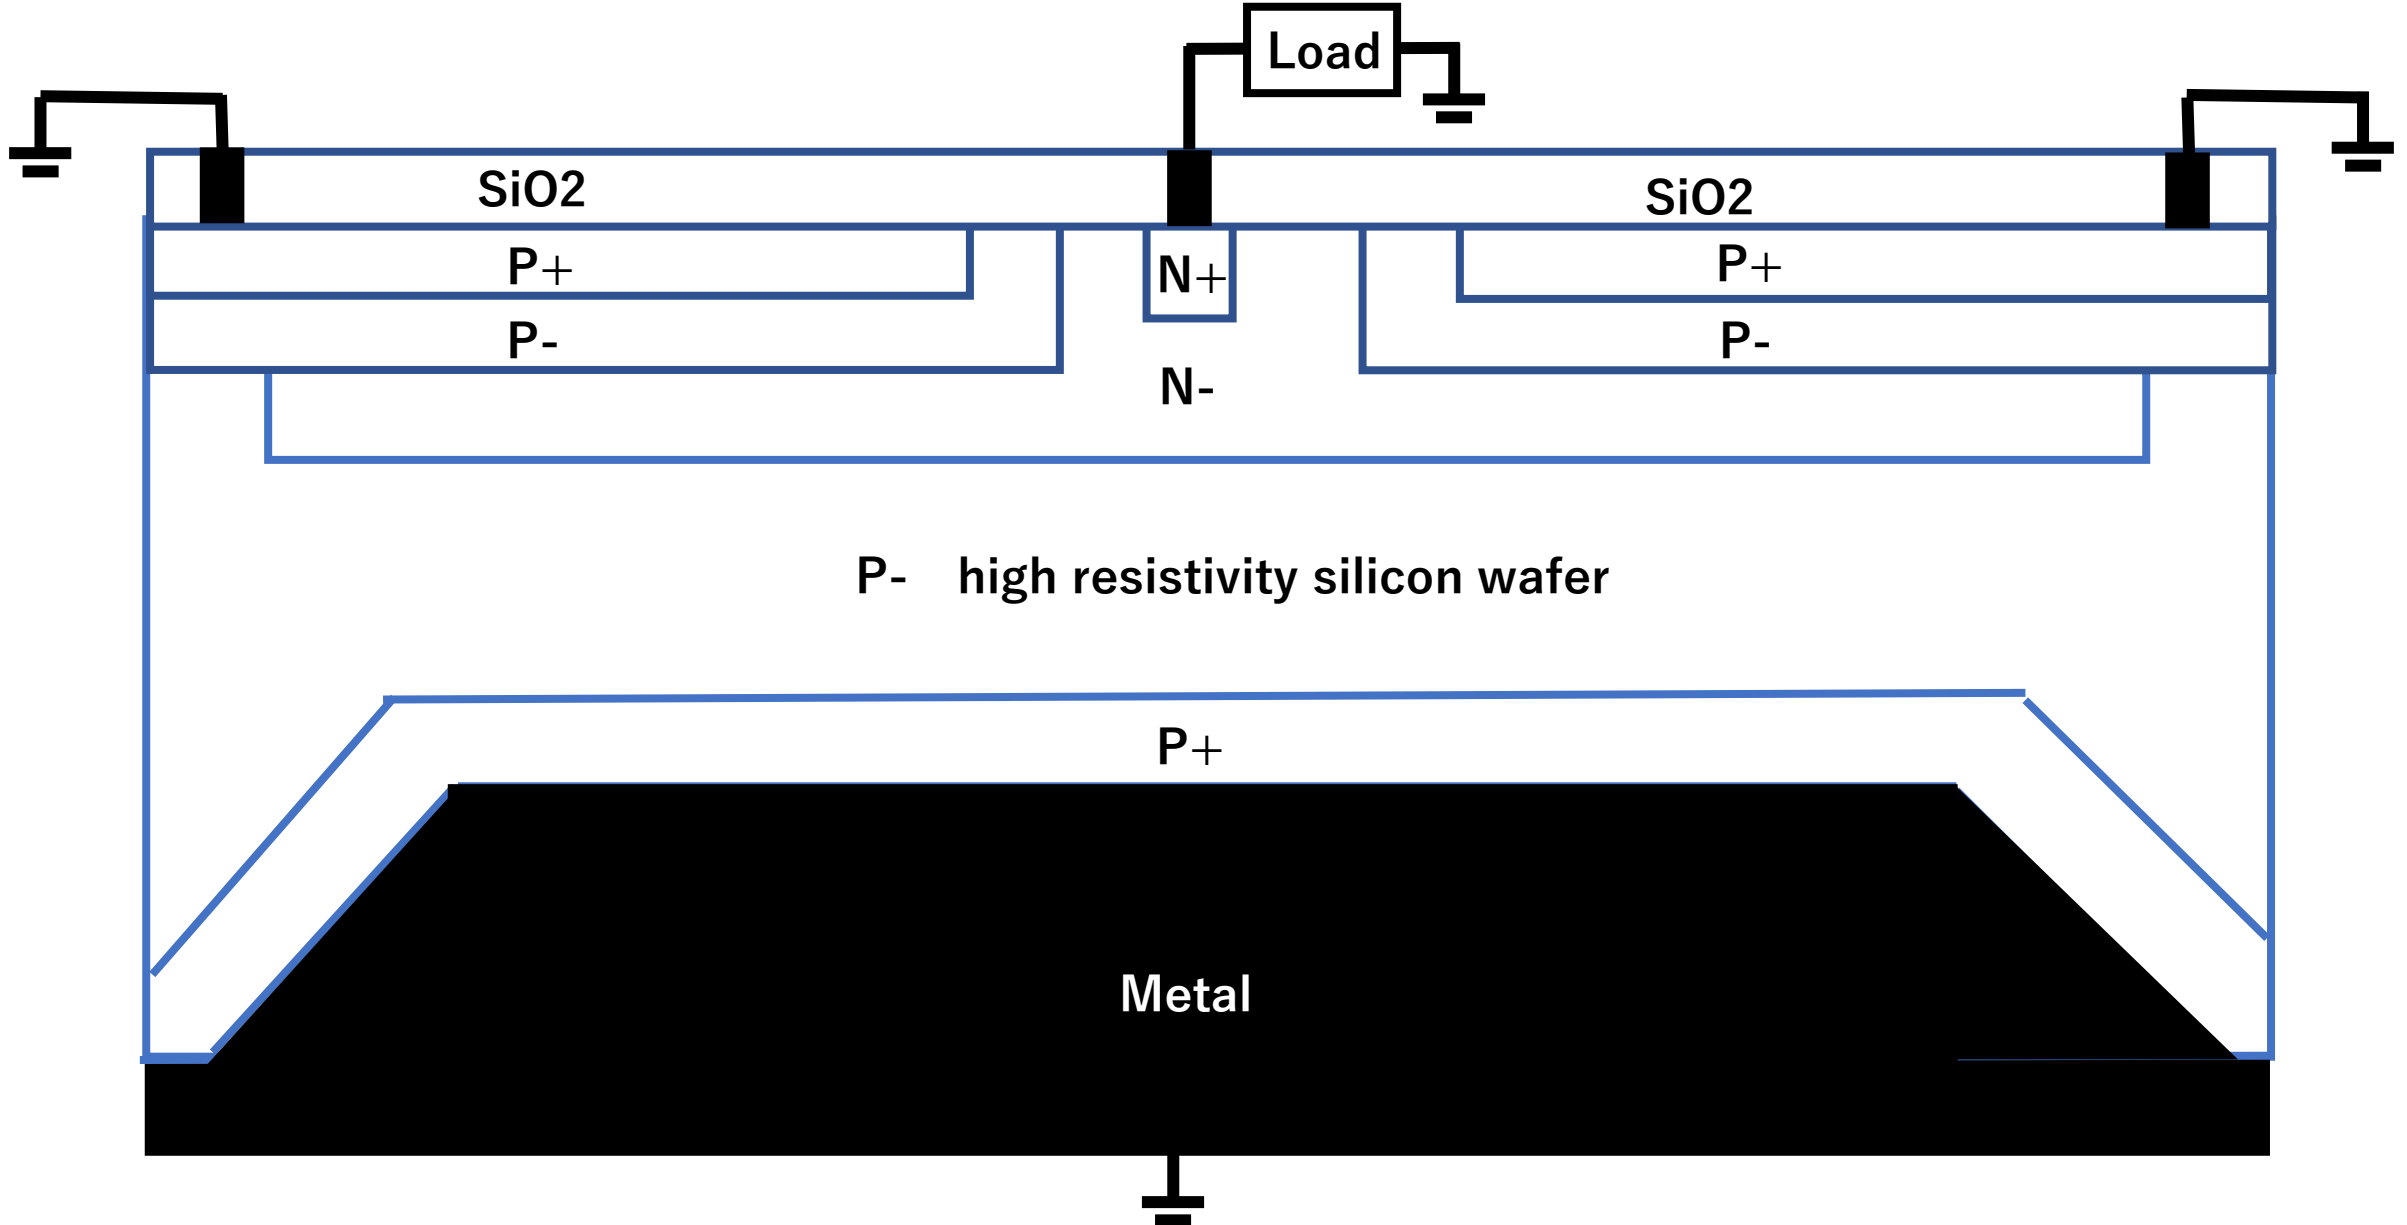 Load
SiO2
SiO2
P+
N+
P+
P-
P-
N-
P- high resistivity silicon wafer
P+
Metal